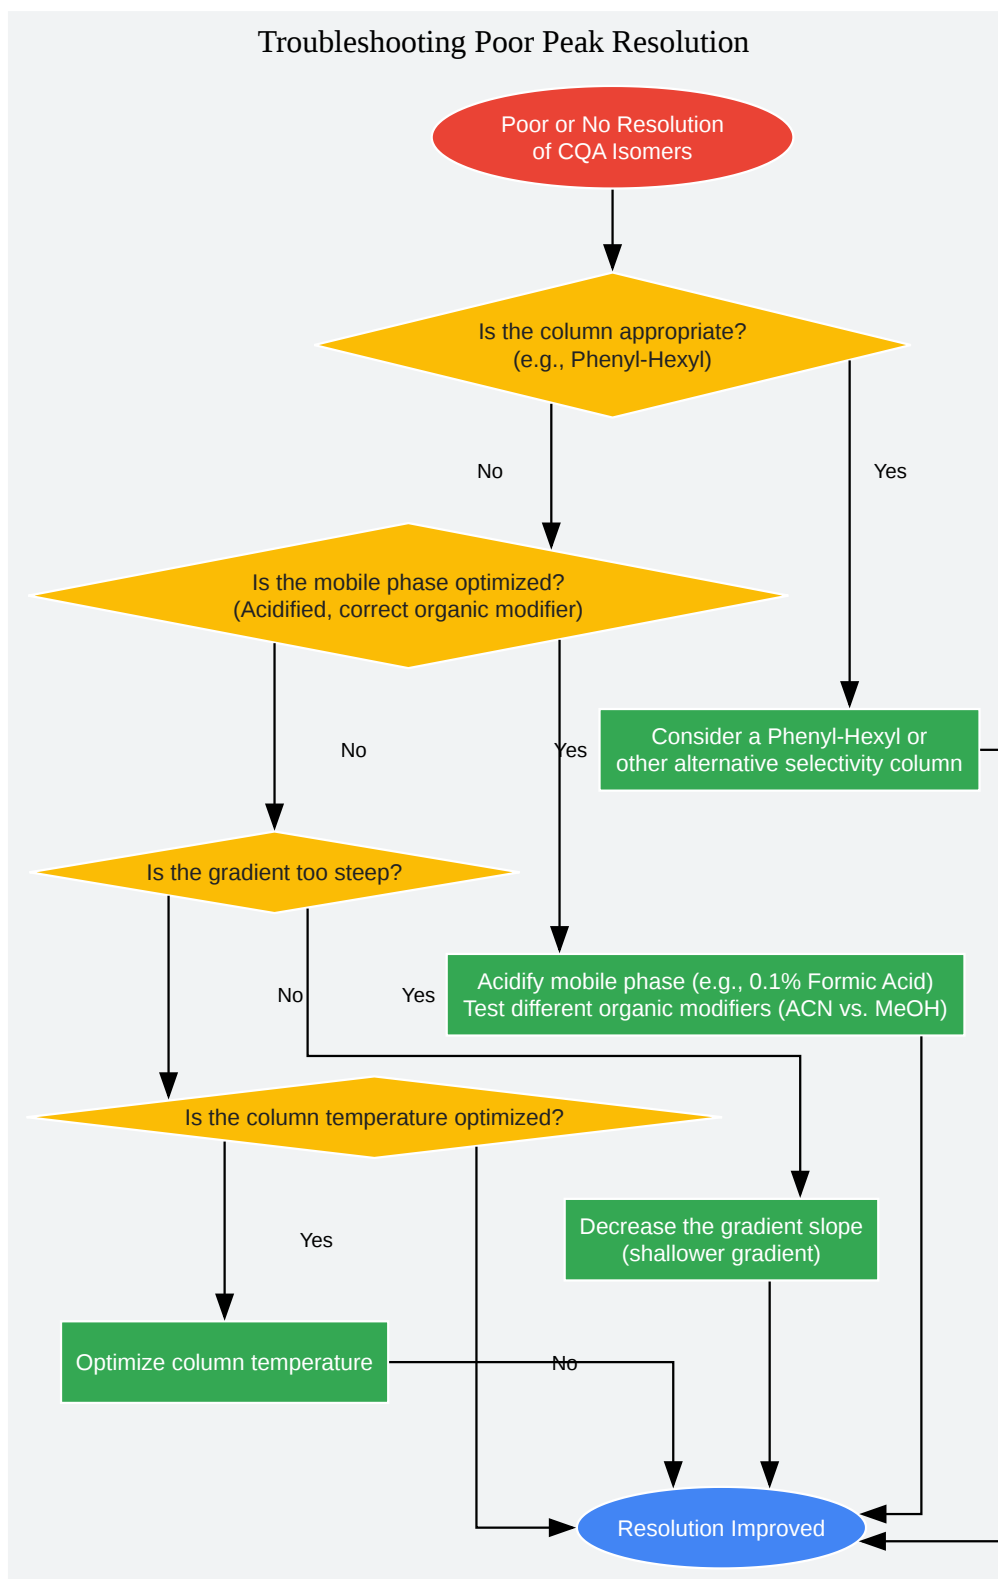 Troubleshooting Poor Peak Resolution
Poor or No Resolution
of CQA Isomers
Is the column appropriate?
(e.g., Phenyl-Hexyl)
No
Yes
Is the mobile phase optimized?
(Acidified, correct organic modifier)
No
Yes
Consider a Phenyl-Hexyl or
other alternative selectivity column
Is the gradient too steep?
No
Yes
Acidify mobile phase (e.g., 0.1% Formic Acid)
Test different organic modifiers (ACN vs. MeOH)
Is the column temperature optimized?
Yes
Decrease the gradient slope
(shallower gradient)
Optimize column temperature
No
Resolution Improved